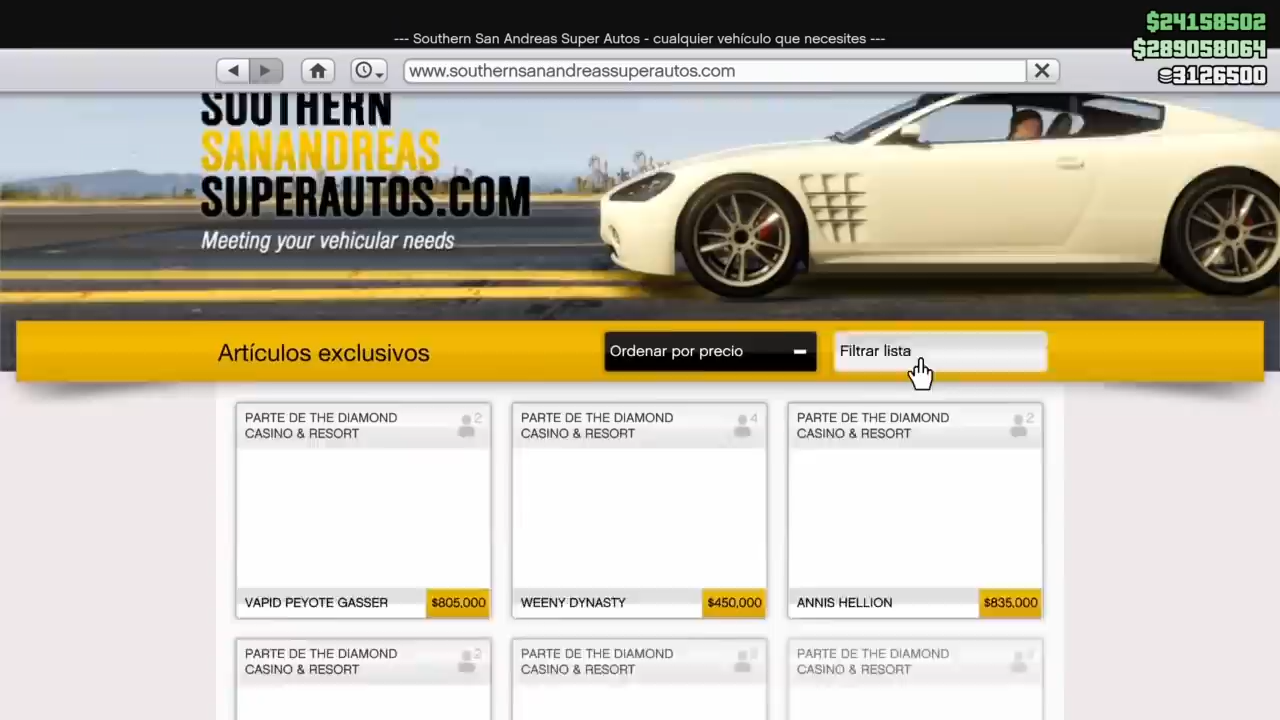 $24158502
--- Southern San Andreas Super Autos - cualquier vehículo que necesites ---
$289058064
www.southernsanandreassuperautos.com
3126500
SOUTHERN
SANANDREAS
SUPERAUTOS.COM
Meeting your vehicular needs
Artículos exclusivos
Ordenar por precio
Filtrar lista
PARTE DE THE DIAMOND
CASINO & RESORT
2
PARTE DE THE DIAMOND
CASINO & RESORT
4
PARTE DE THE DIAMOND
CASINO & RESORT
2
VAPID PEYOTE GASSER
$805,000
WEENY DYNASTY
$450,000
ANNIS HELLION
$835,000
PARTE DE THE DIAMOND
CASINO & RESORT
2
PARTE DE THE DIAMOND
CASINO & RESORT
PARTE DE THE DIAMOND
CASINO & RESORT